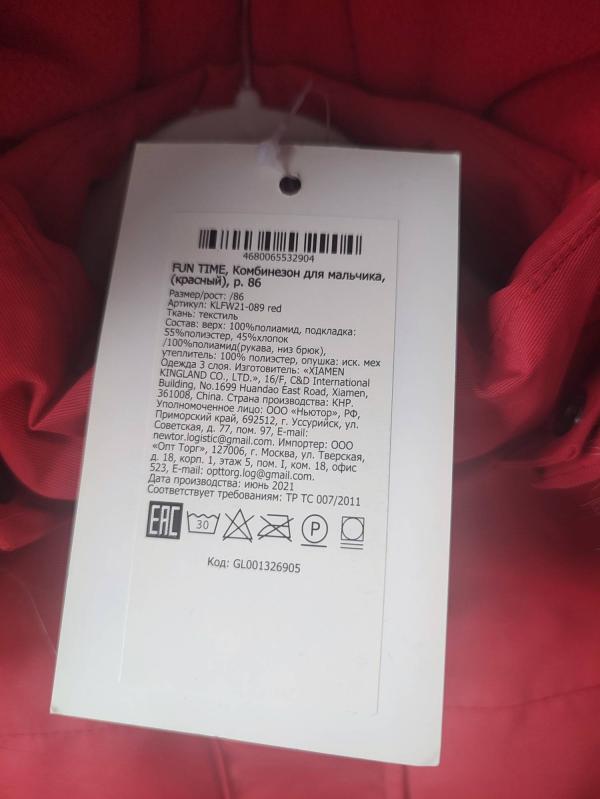 4680065532904
FUN TIME, Комбинезон для мальчика,
(красный), р. 86
Размер/рост: /86
Артикул: KLFW21-089 red
Ткань: текстиль
Состав: верх: 100%полиамид, подкладка:
55%полиэстер, 45%хлопок
/100%полиамид(рукава, низ брюк),
утеплитель: 100% полиэстер, опушка: иск. мех
Одежда 3 слоя. Изготовитель: «XIAMEN
KINGLAND CO., LTD.», 16/F, C&D International
Building, No.1699 Huandao East Road, Xiamen,
361008, China. Страна производства: КНР.
Уполномоченное лицо: ООО «Ньютор», РФ,
Приморский край, 692512, г. Уссурийск, ул.
Советская, д. 77, пом. 97, E-mail:
newtor.logistic@gmail.com. Импортер: ООО
«Опт Торг», 127006, г. Москва, ул. Тверская,
д. 18, корп. 1, этаж 5, пом. I, ком. 18, офис
523, E-mail: opttorg.log@gmail.com.
Дата производства: июнь 2021
Соответствует требованиям: ТР ТС 007/2011
EAC 30 P
Код: GL001326905